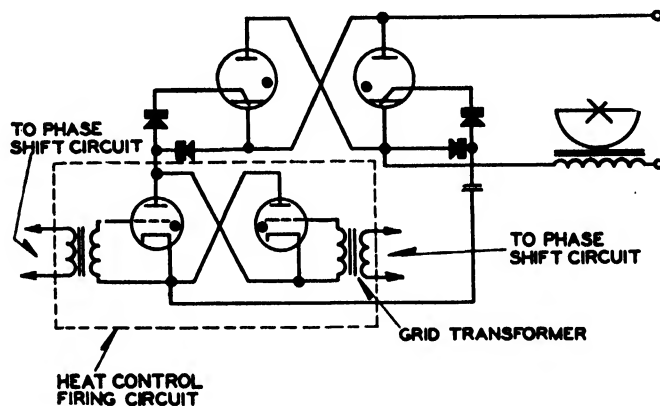 TO PHASE
SHIFT CIRCUIT
TO PHASE
SHIFT CIRCUIT
GRID TRANSFORMER
HEAT CONTROL
FIRING CIRCUIT